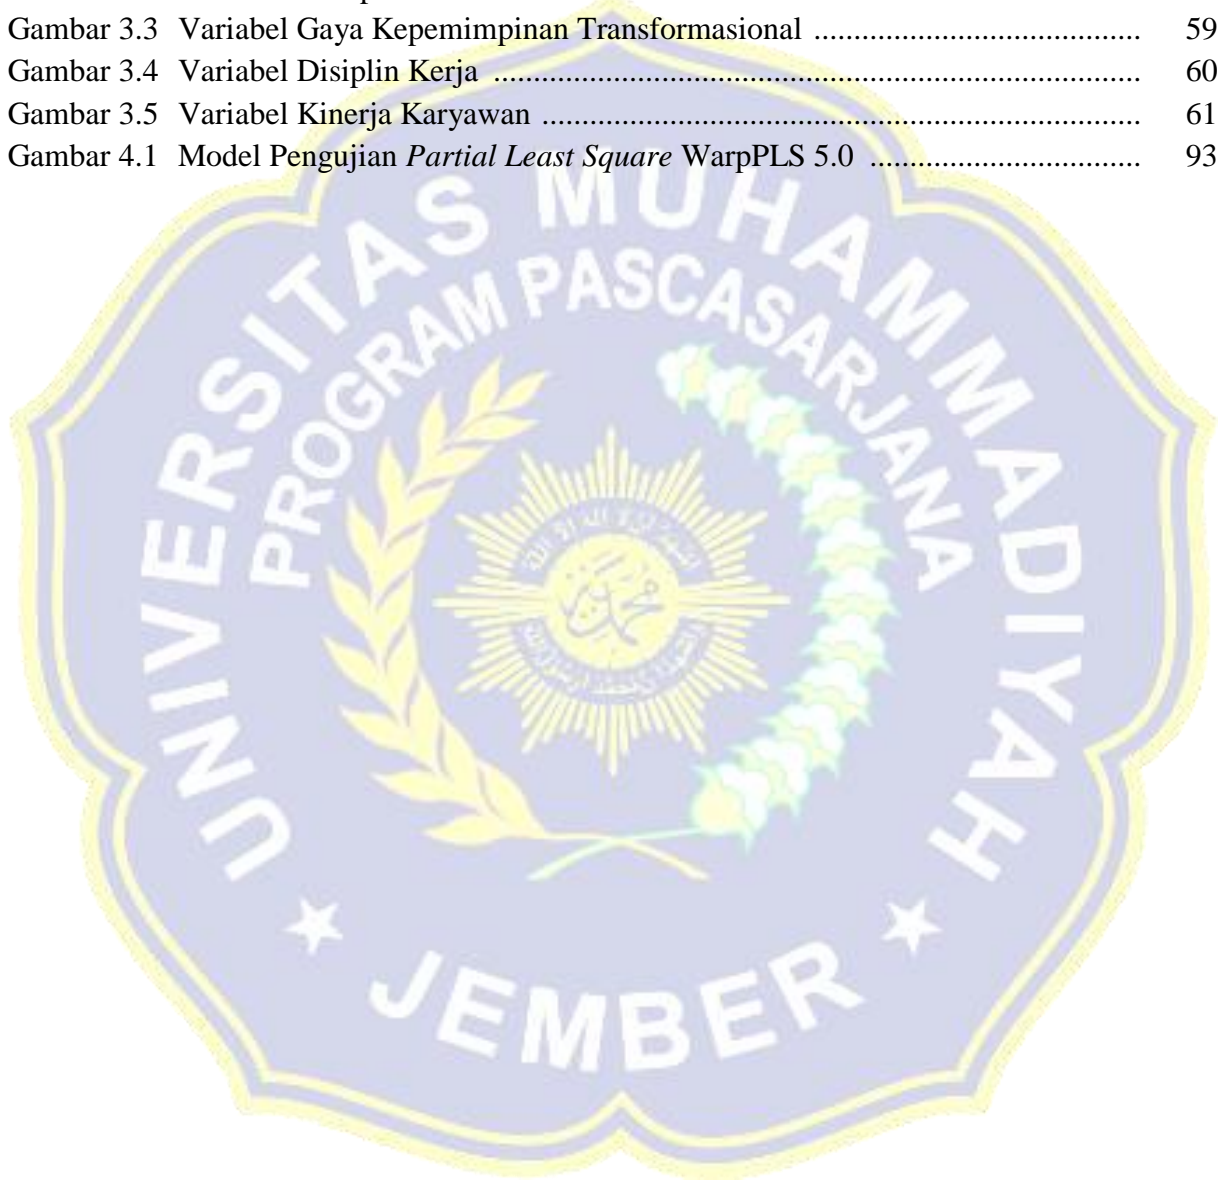 Gambar 3.3 Variabel Gaya Kepemimpinan Transformasional ........................................ 59
Gambar 3.4 Variabel Disiplin Kerja ................................................................................ 60
Gambar 3.5 Variabel Kinerja Karyawan .......................................................................... 61
Gambar 4.1 Model Pengujian Partial Least Square WarpPLS 5.0 ................................. 93
UNIVERSITAS MUHAMMADIYAH
PROGRAM PASCASARJANA
JEMBER